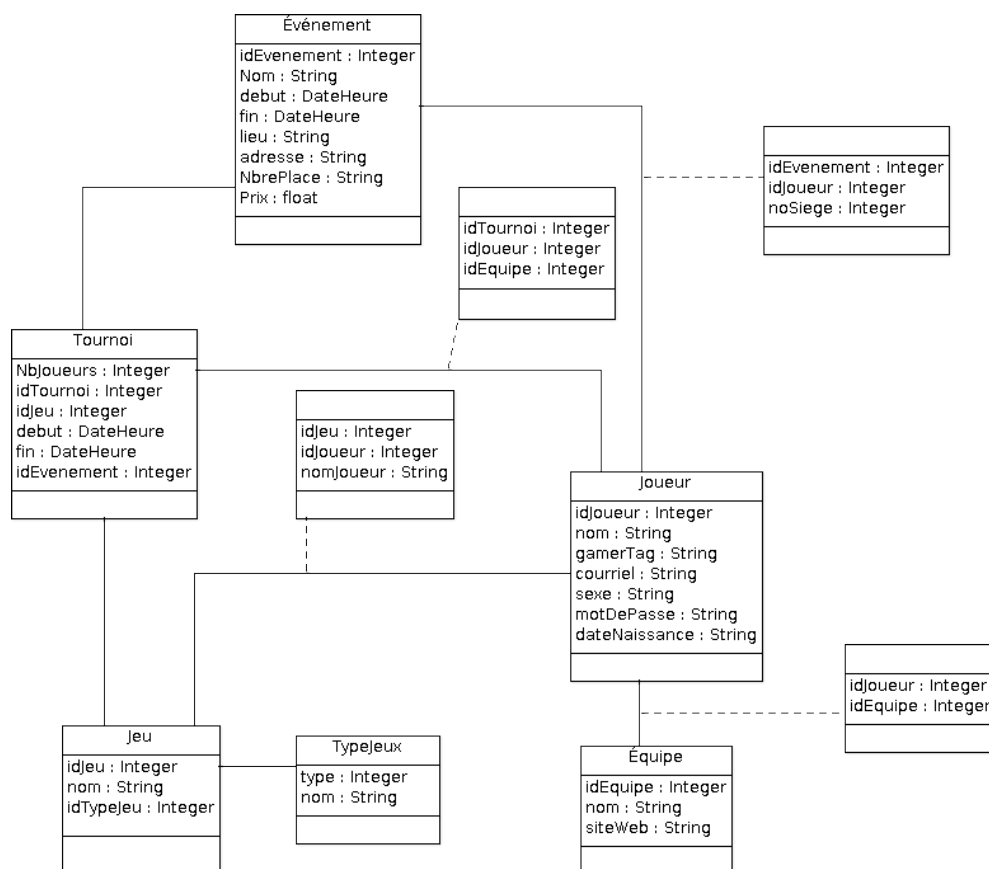 Événement
idEvenement : Integer
Nom : String
debut : DateHeure
fin : DateHeure
lieu : String
adresse : String
NbrePlace : String
Prix : float
idEvenement : Integer
idJoueur : Integer
noSiege : Integer
idTournoi : Integer
idJoueur : Integer
idEquipe : Integer
Tournoi
NbJoueurs : Integer
idTournoi : Integer
idJeu : Integer
debut : DateHeure
fin : DateHeure
idEvenement : Integer
idJeu : Integer
idJoueur : Integer
nomJoueur : String
Joueur
idJoueur : Integer
nom : String
gamerTag : String
courriel : String
sexe : String
motDePasse : String
dateNaissance : String
idJoueur : Integer
idEquipe : Integer
Jeu
idJeu : Integer
nom : String
idTypeJeu : Integer
TypeJeux
type : Integer
nom : String
Équipe
idEquipe : Integer
nom : String
siteWeb : String